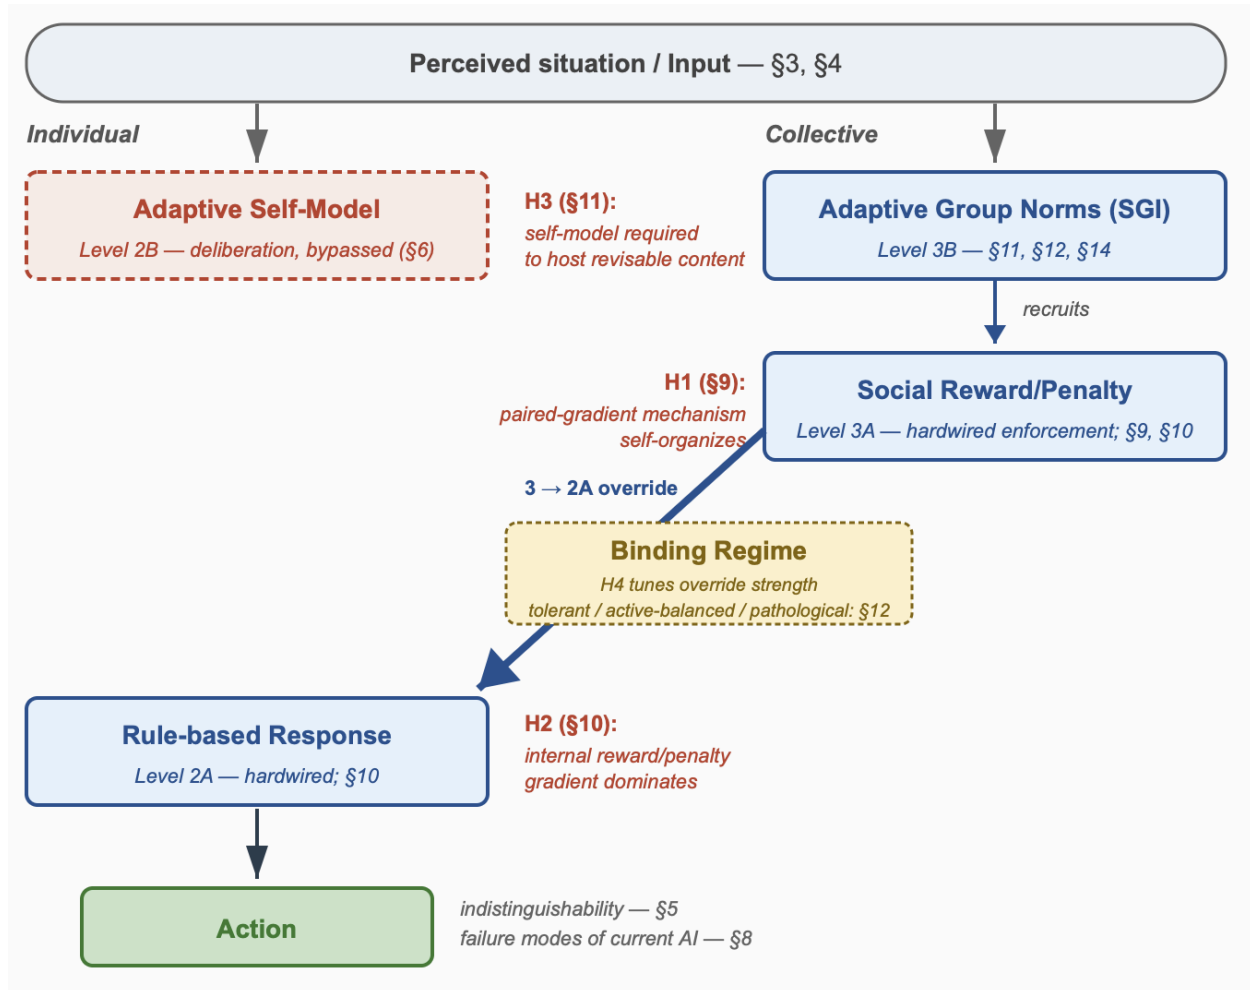 Perceived situation / Input — §3, §4
Individual
Collective
Adaptive Self-Model
Level 2B — deliberation, bypassed (§6)
H3 (§11):
self-model required
to host revisable content
Adaptive Group Norms (SGI)
Level 3B — §11, §12, §14
recruits
H1 (§9):
paired-gradient mechanism
self-organizes
Social Reward/Penalty
Level 3A — hardwired enforcement; §9, §10
3 → 2A override
Binding Regime
H4 tunes override strength
tolerant / active-balanced / pathological: §12
Rule-based Response
Level 2A — hardwired; §10
H2 (§10):
internal reward/penalty
gradient dominates
Action
indistinguishability — §5
failure modes of current AI — §8